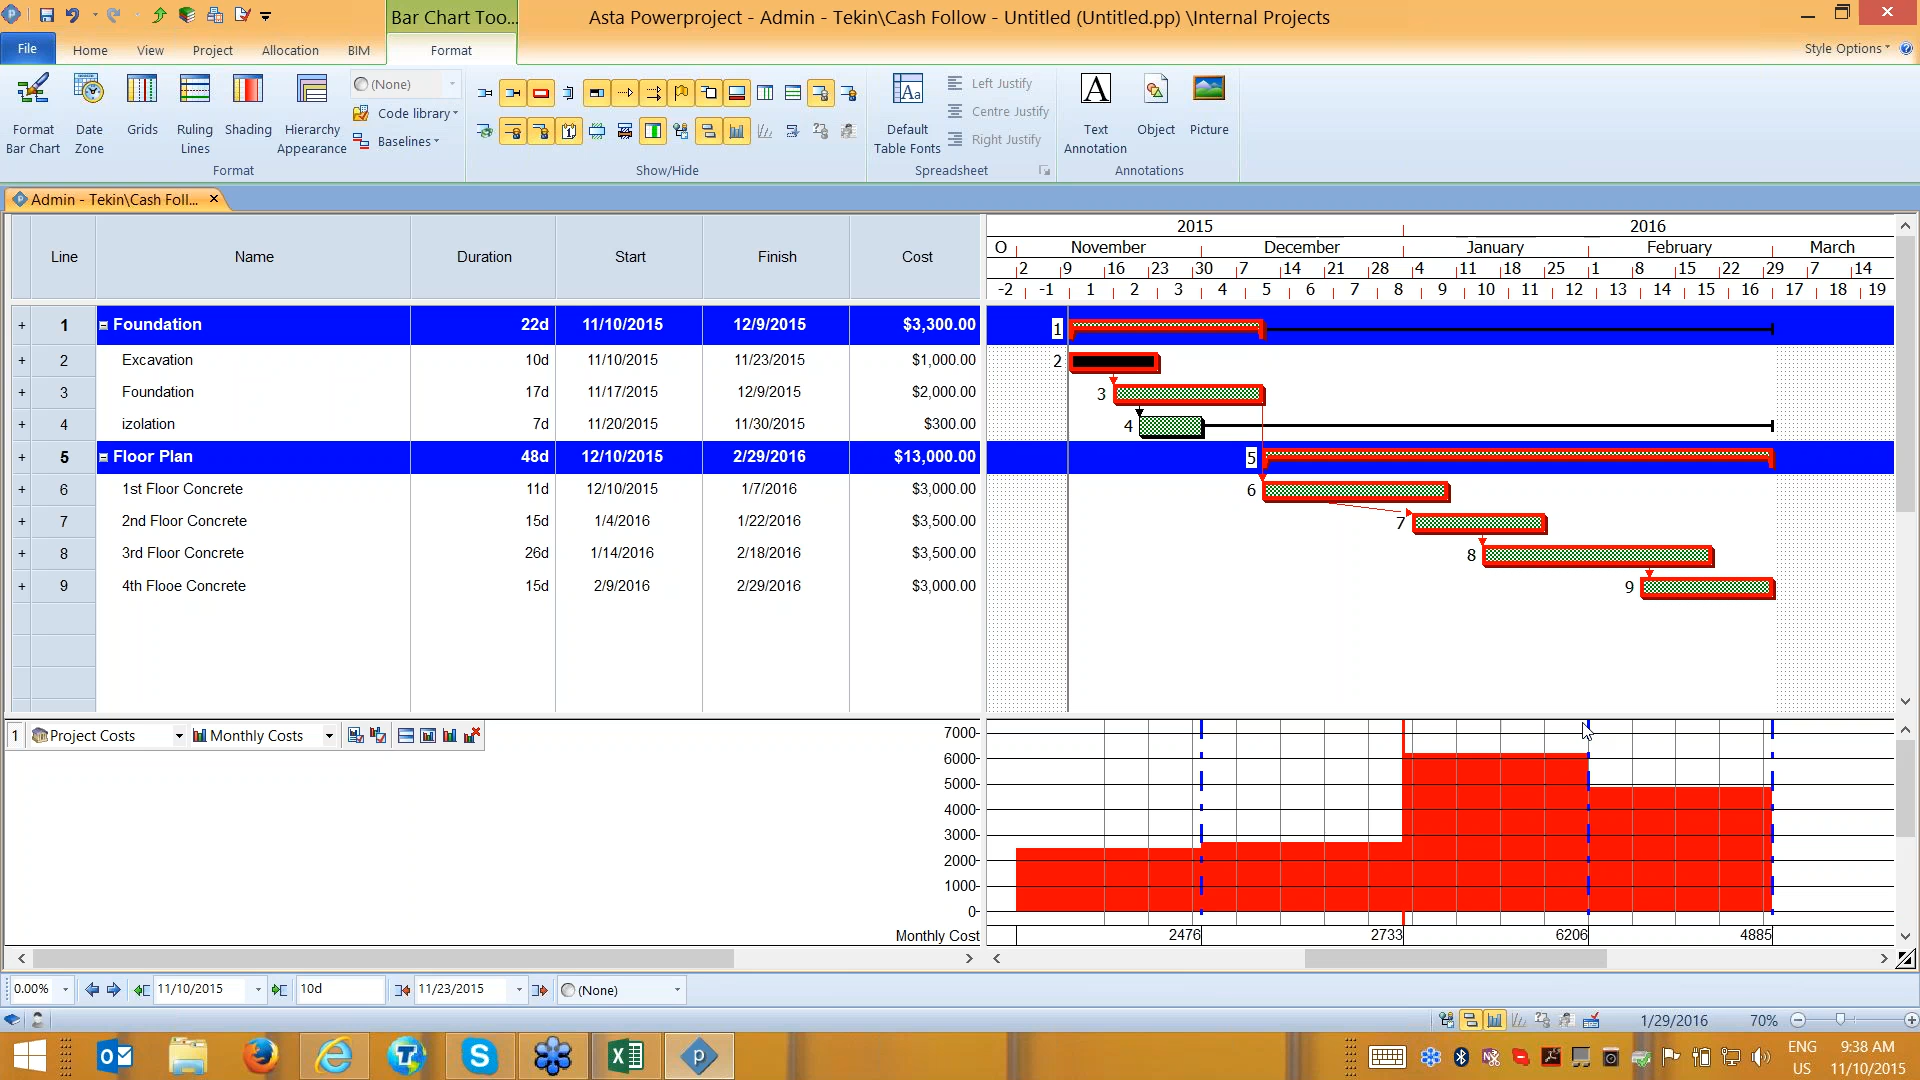 Bar Chart Too...
Asta Powerproject - Admin - Tekin\Cash Follow - Untitled (Untitled.pp) \Internal Projects
File Home View Project Allocation BIM Format
Style Options
Format Bar Chart
Date Zone
Grids
Ruling Lines
Shading
Hierarchy Appearance
(None)
Code library
Baselines
Format
Show/Hide
Default Table Fonts
Left Justify
Centre Justify
Right Justify
Spreadsheet
Text Annotation
Object
Picture
Annotations
Admin - Tekin\Cash Foll...
Line Name Duration Start Finish Cost
2015 2016
O November December January February March
2 9 16 23 30 7 14 21 28 4 11 18 25 1 8 15 22 29 7 14
-2 -1 1 2 3 4 5 6 7 8 9 10 11 12 13 14 15 16 17 18 19
+ 1 Foundation 22d 11/10/2015 12/9/2015 $3,300.00 1
+ 2 Excavation 10d 11/10/2015 11/23/2015 $1,000.00 2
+ 3 Foundation 17d 11/17/2015 12/9/2015 $2,000.00 3
+ 4 izolation 7d 11/20/2015 11/30/2015 $300.00 4
+ 5 Floor Plan 48d 12/10/2015 2/29/2016 $13,000.00 5
+ 6 1st Floor Concrete 11d 12/10/2015 1/7/2016 $3,000.00 6
+ 7 2nd Floor Concrete 15d 1/4/2016 1/22/2016 $3,500.00 7
+ 8 3rd Floor Concrete 26d 1/14/2016 2/18/2016 $3,500.00 8
+ 9 4th Flooe Concrete 15d 2/9/2016 2/29/2016 $3,000.00 9
1 Project Costs Monthly Costs
7000
6000
5000
4000
3000
2000
1000
0
Monthly Cost 2476 2733 6206 4885
0.00% 11/10/2015 10d 11/23/2015 (None)
1/29/2016 70%
ENG 9:38 AM
US 11/10/2015